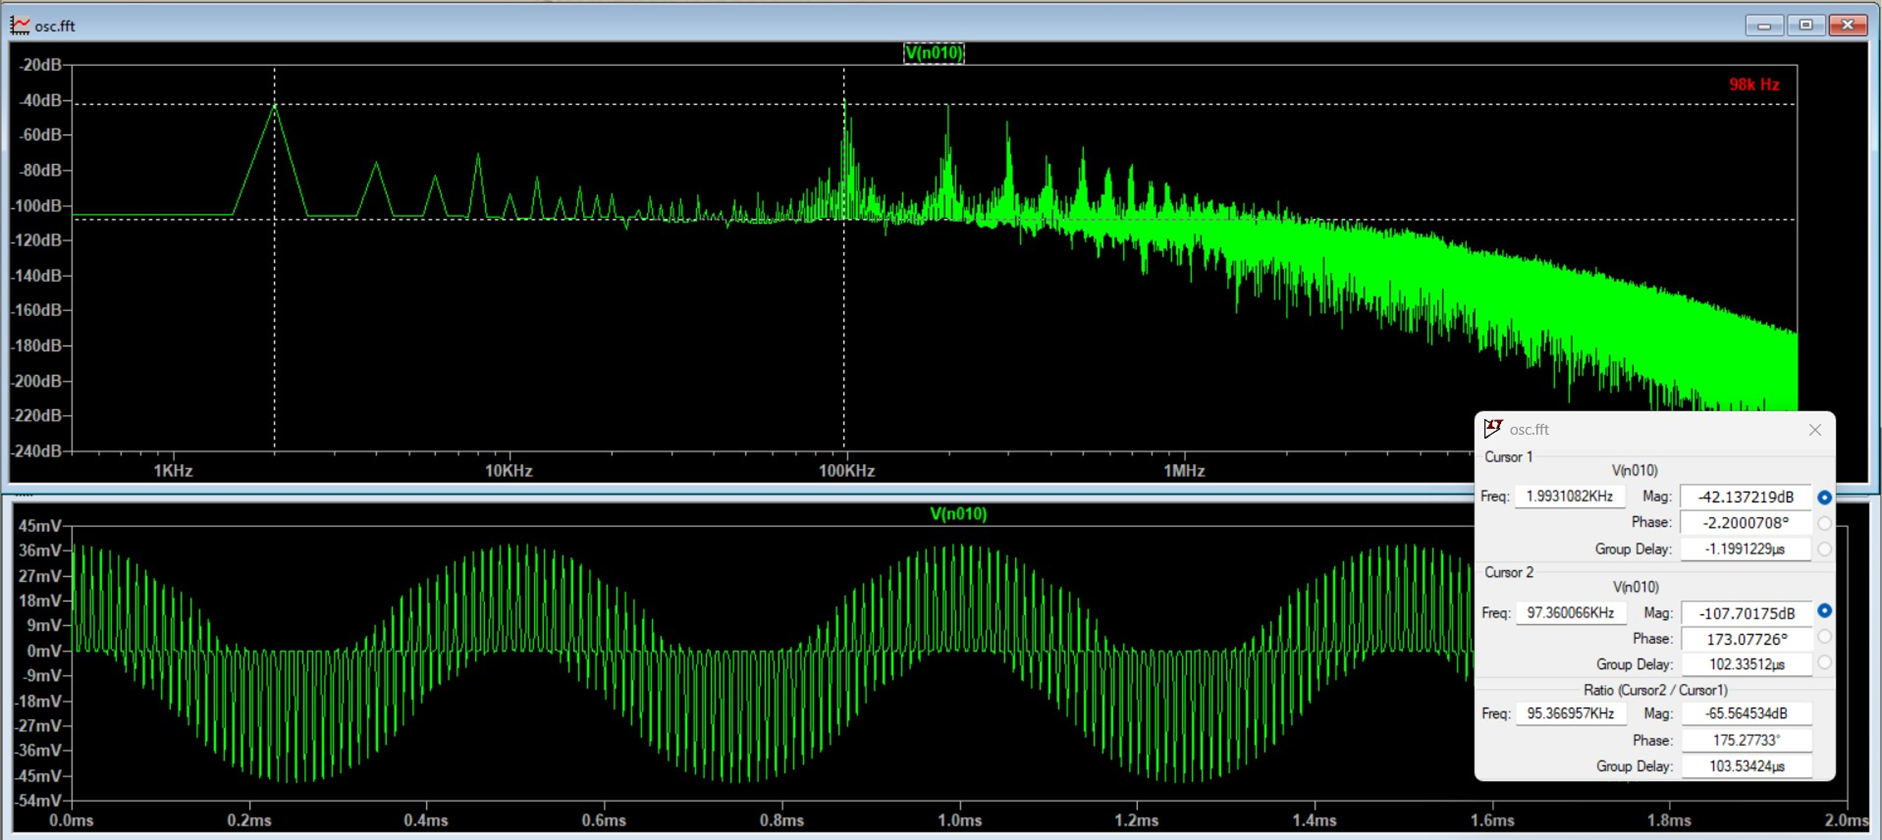 osc.fft
V(n010)
98k Hz
-20dB
-40dB
-60dB
-80dB
-100dB
-120dB
-140dB
-160dB
-180dB
-200dB
-220dB
-240dB
1KHz 10KHz 100KHz 1MHz
V(n010)
45mV
36mV
27mV
18mV
9mV
0mV
-9mV
-18mV
-27mV
-36mV
-45mV
-54mV
0.0ms 0.2ms 0.4ms 0.6ms 0.8ms 1.0ms 1.2ms 1.4ms 1.6ms 1.8ms 2.0ms
osc.fft
Cursor 1
V(n010)
Freq: 1.9931082KHz Mag: -42.137219dB
Phase: -2.2000708°
Group Delay: -1.1991229µs
Cursor 2
V(n010)
Freq: 97.360066KHz Mag: -107.70175dB
Phase: 173.07726°
Group Delay: 102.33512µs
Ratio (Cursor2 / Cursor1)
Freq: 95.366957KHz Mag: -65.564534dB
Phase: 175.27733°
Group Delay: 103.53424µs